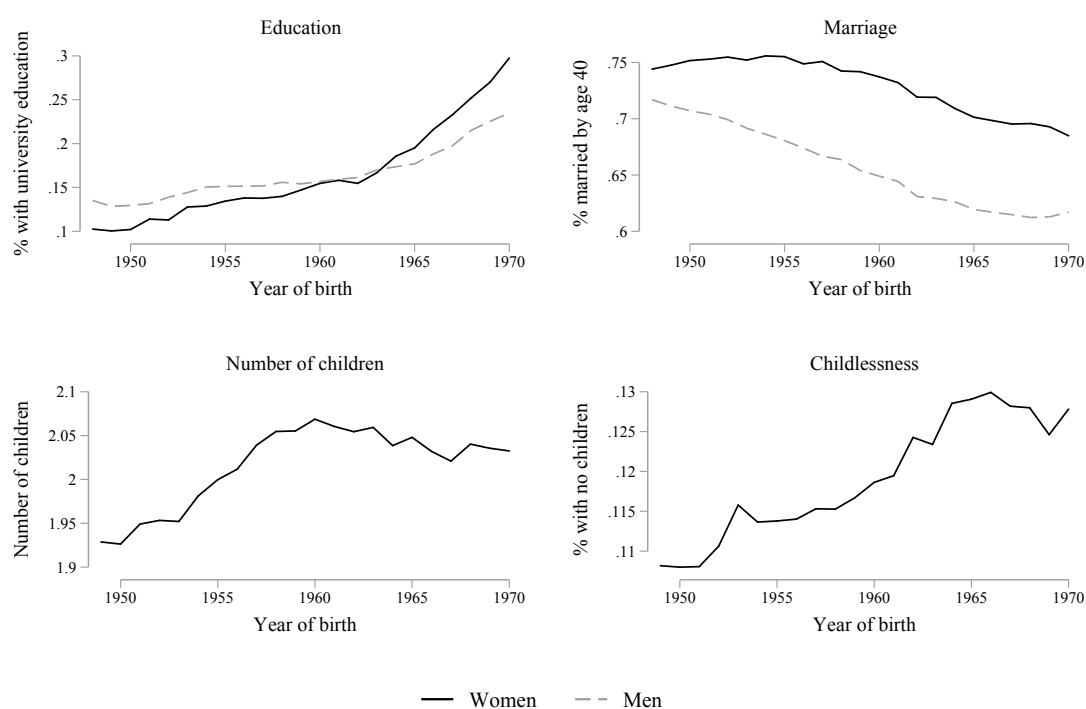 Education
% with university education
.3
.25
.2
.15
.1
1950 1955 1960 1965 1970
Year of birth
Marriage
% married by age 40
.75
.7
.65
.6
1950 1955 1960 1965 1970
Year of birth
Number of children
Number of children
2.1
2.05
2
1.95
1.9
1950 1955 1960 1965 1970
Year of birth
Childlessness
% with no children
.13
.125
.12
.115
.11
1950 1955 1960 1965 1970
Year of birth
Women Men